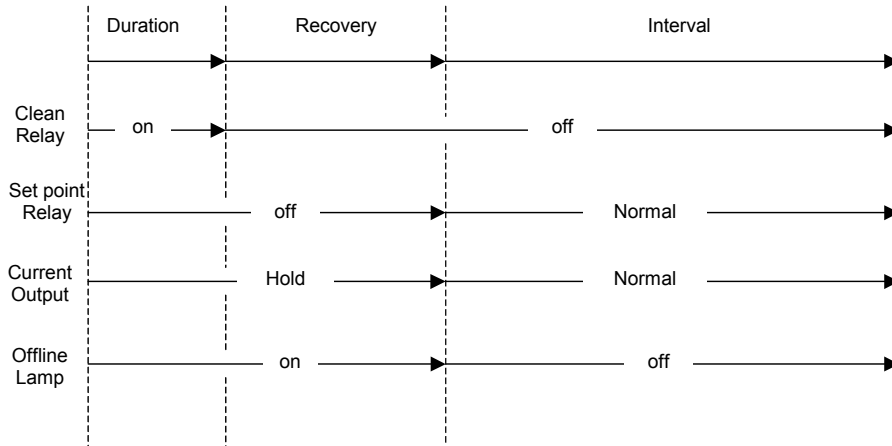 Duration Recovery Interval
Clean
Relay
on off
Set point
Relay
off Normal
Current
Output
Hold Normal
Offline
Lamp
on off